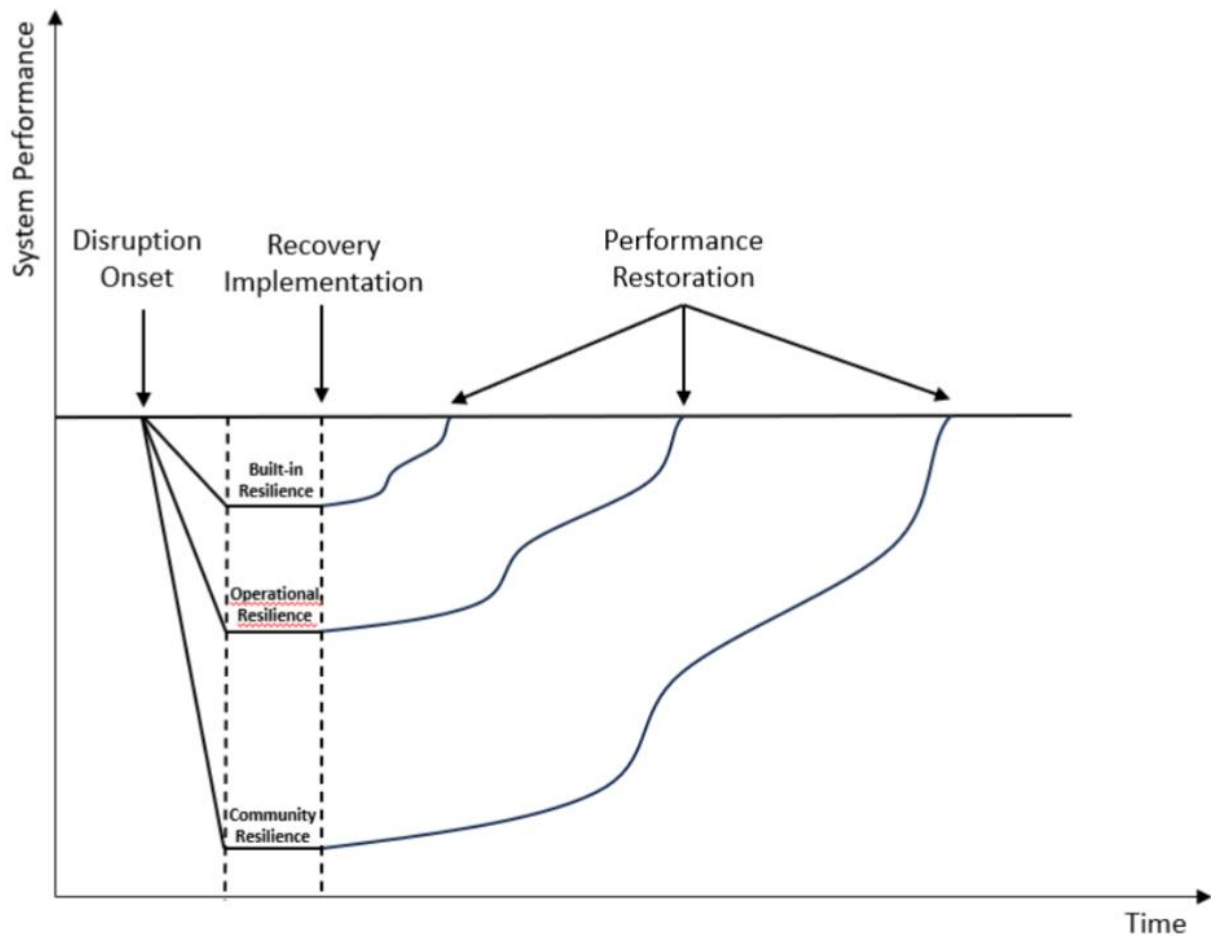 System Performance
Disruption
Onset
Recovery
Implementation
Performance
Restoration
Built-in
Resilience
Operational
Resilience
Community
Resilience
Time